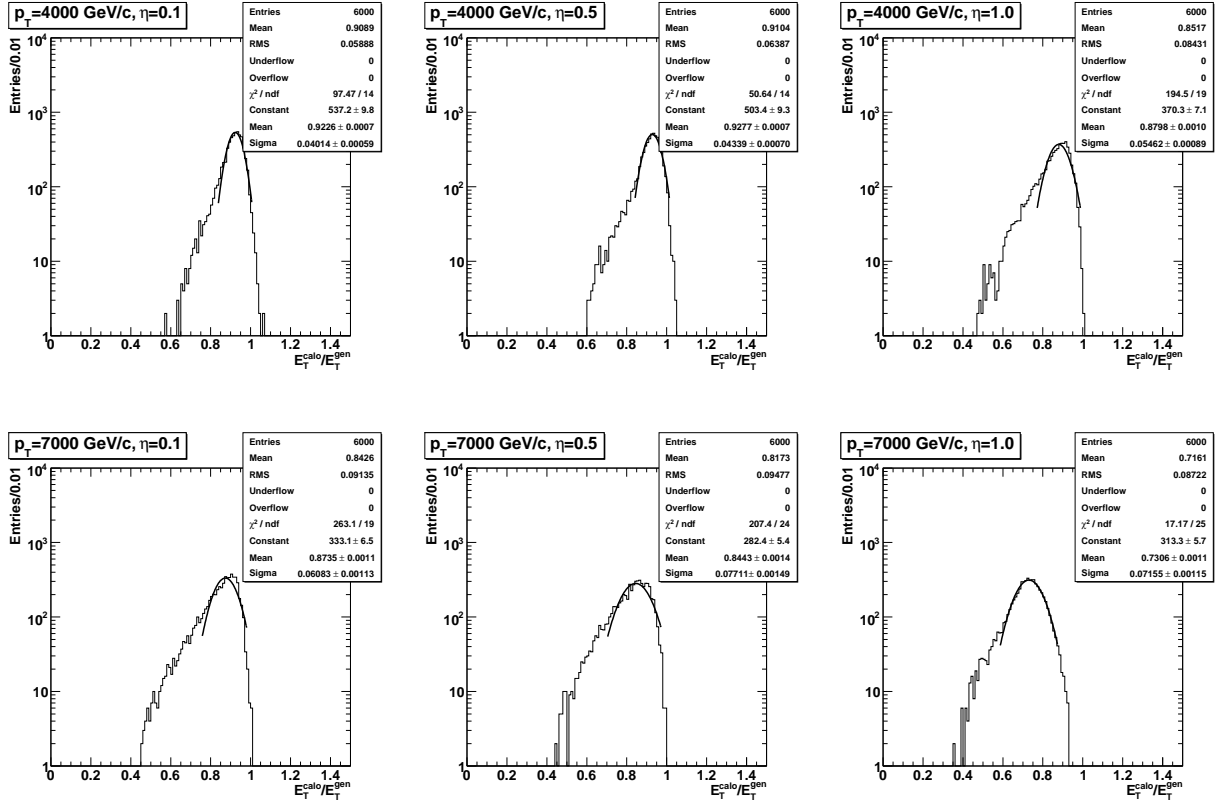 p_T=4000 GeV/c, η=0.1
Entries 6000
Mean 0.9089
RMS 0.05888
Underflow 0
Overflow 0
χ² / ndf 97.47 / 14
Constant 537.2 ± 9.8
Mean 0.9226 ± 0.0007
Sigma 0.04014 ± 0.00059
Entries/0.01
10⁴
10³
10²
10
1
0 0.2 0.4 0.6 0.8 1 1.2 1.4
E_T^calo/E_T^gen
p_T=4000 GeV/c, η=0.5
Entries 6000
Mean 0.9104
RMS 0.06387
Underflow 0
Overflow 0
χ² / ndf 50.64 / 14
Constant 503.4 ± 9.3
Mean 0.9277 ± 0.0007
Sigma 0.04339 ± 0.00070
Entries/0.01
10⁴
10³
10²
10
1
0 0.2 0.4 0.6 0.8 1 1.2 1.4
E_T^calo/E_T^gen
p_T=4000 GeV/c, η=1.0
Entries 6000
Mean 0.8517
RMS 0.08431
Underflow 0
Overflow 0
χ² / ndf 194.5 / 19
Constant 370.3 ± 7.1
Mean 0.8798 ± 0.0010
Sigma 0.05462 ± 0.00089
Entries/0.01
10⁴
10³
10²
10
1
0 0.2 0.4 0.6 0.8 1 1.2 1.4
E_T^calo/E_T^gen
p_T=7000 GeV/c, η=0.1
Entries 6000
Mean 0.8426
RMS 0.09135
Underflow 0
Overflow 0
χ² / ndf 263.1 / 19
Constant 333.1 ± 6.5
Mean 0.8735 ± 0.0011
Sigma 0.06083 ± 0.00113
Entries/0.01
10⁴
10³
10²
10
1
0 0.2 0.4 0.6 0.8 1 1.2 1.4
E_T^calo/E_T^gen
p_T=7000 GeV/c, η=0.5
Entries 6000
Mean 0.8173
RMS 0.09477
Underflow 0
Overflow 0
χ² / ndf 207.4 / 24
Constant 282.4 ± 5.4
Mean 0.8443 ± 0.0014
Sigma 0.07711 ± 0.00149
Entries/0.01
10⁴
10³
10²
10
1
0 0.2 0.4 0.6 0.8 1 1.2 1.4
E_T^calo/E_T^gen
p_T=7000 GeV/c, η=1.0
Entries 6000
Mean 0.7161
RMS 0.08722
Underflow 0
Overflow 0
χ² / ndf 17.17 / 25
Constant 313.3 ± 5.7
Mean 0.7306 ± 0.0011
Sigma 0.07155 ± 0.00115
Entries/0.01
10⁴
10³
10²
10
1
0 0.2 0.4 0.6 0.8 1 1.2 1.4
E_T^calo/E_T^gen